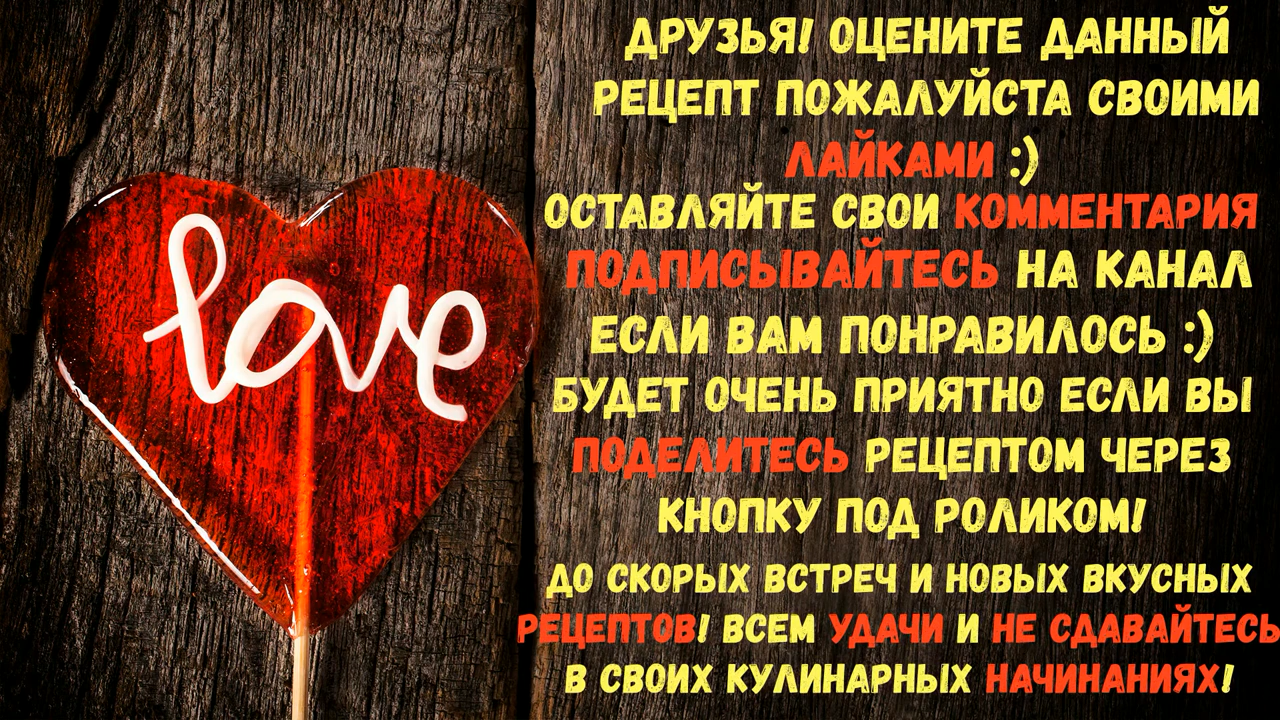 love
ДРУЗЬЯ! ОЦЕНИТЕ ДАННЫЙ
РЕЦЕПТ ПОЖАЛУЙСТА СВОИМИ
ЛАЙКАМИ :)
ОСТАВЛЯЙТЕ СВОИ КОММЕНТАРИЯ
ПОДПИСЫВАЙТЕСЬ НА КАНАЛ
ЕСЛИ ВАМ ПОНРАВИЛОСЬ :)
БУДЕТ ОЧЕНЬ ПРИЯТНО ЕСЛИ ВЫ
ПОДЕЛИТЕСЬ РЕЦЕПТОМ ЧЕРЕЗ
КНОПКУ ПОД РОЛИКОМ!
ДО СКОРЫХ ВСТРЕЧ И НОВЫХ ВКУСНЫХ
РЕЦЕПТОВ! ВСЕМ УДАЧИ И НЕ СДАВАЙТЕСЬ
В СВОИХ КУЛИНАРНЫХ НАЧИНАНИЯХ!